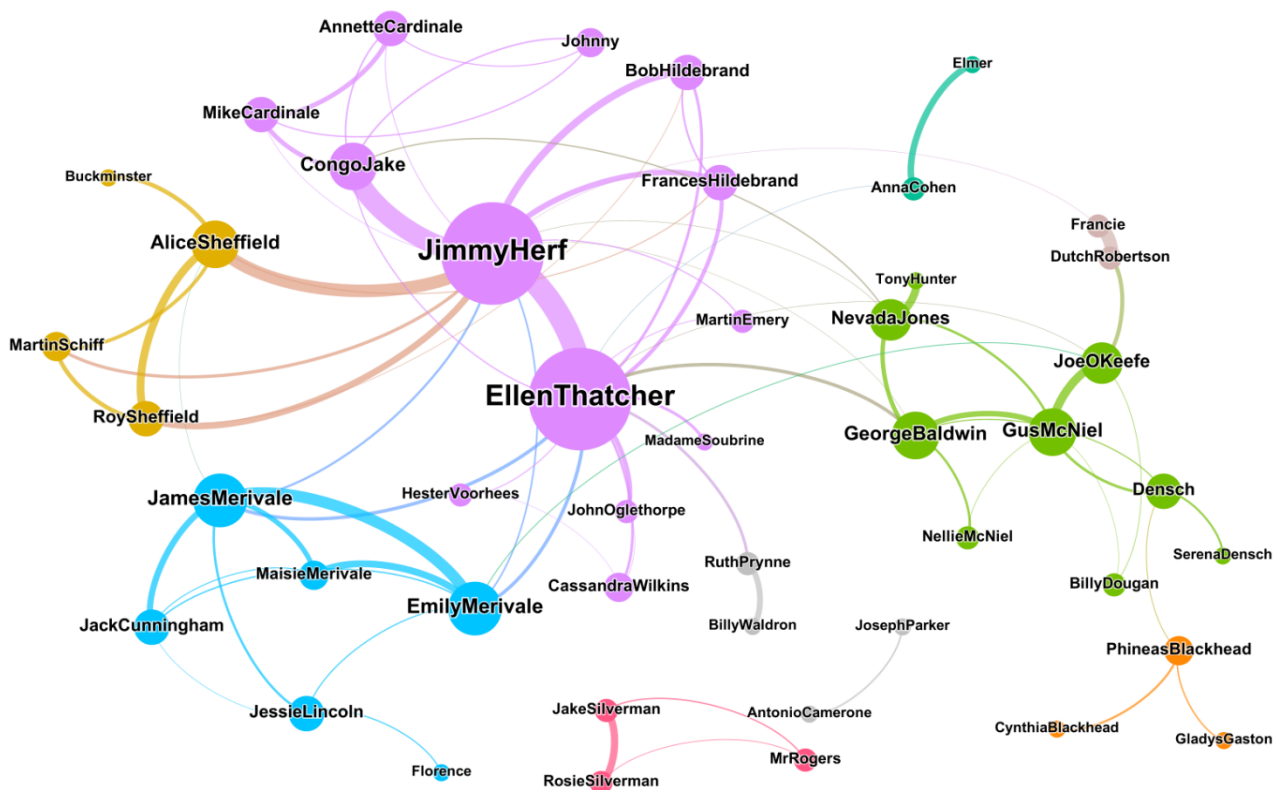 AnnetteCardinale
Johnny
BobHildebrand
Elmer
MikeCardinale
CongoJake
FrancesHildebrand
AnnaCohen
Buckminster
AliceSheffield
JimmyHerf
Francie
DutchRobertson
TonyHunter
NevadaJones
MartinEmery
MartinSchiff
JoeOKeefe
RoySheffield
EllenThatcher
GeorgeBaldwin
GusMcNiel
MadameSoubrine
JamesMerivale
HesterVoorhees
JohnOglethorpe
Densch
NellieMcNiel
SerenaDensch
RuthPrynne
MaisieMerivale
CassandraWilkins
BillyDougan
EmilyMerivale
JackCunningham
BillyWaldron
JosephParker
PhineasBlackhead
JessieLincoln
JakeSilverman
AntonioCamerone
CynthiaBlackhead
GladysGaston
MrRogers
Florence
RosieSilverman